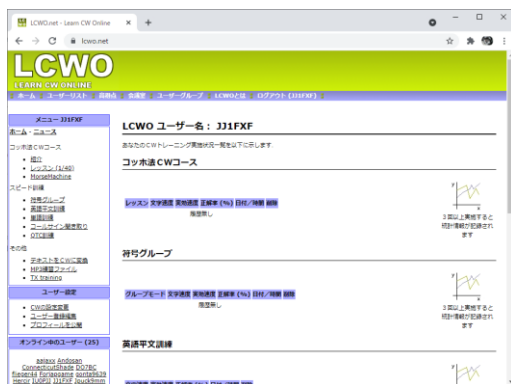 LCWO.net - Learn CW Online
lcwo.net
LCWO
LEARN CW ONLINE
ホーム ユーザーリスト 高得点 会議室 ユーザーグループ LCWOとは ログアウト (JJ1FXF)
メニュー JJ1FXF
ホーム・ニュース
コッホ法CWコース
紹介
レッスン (1/40)
MorseMachine
スピード訓練
符号グループ
英語平文訓練
単語訓練
コールサイン聞き取り
QTC訓練
その他
テキストをCWに変換
MP3練習ファイル
TX training
ユーザー設定
CWの設定変更
ユーザー登録編集
プロフィールを公開
オンライン中のユーザー (25)
aajaxx Andosan
ConnecticutShade DO7BC
LCWO ユーザー名： JJ1FXF
あなたのCWトレーニング実施状況一覧を以下に示します.
コッホ法CWコース
レッスン 文字速度 実効速度 正解率 (%) 日付／時間 削除
履歴無し
3回以上実施すると
統計情報が記録され
ます
符号グループ
グループモード 文字速度 実効速度 正解率 (%) 日付／時間 削除
履歴無し
3回以上実施すると
統計情報が記録され
ます
英語平文訓練